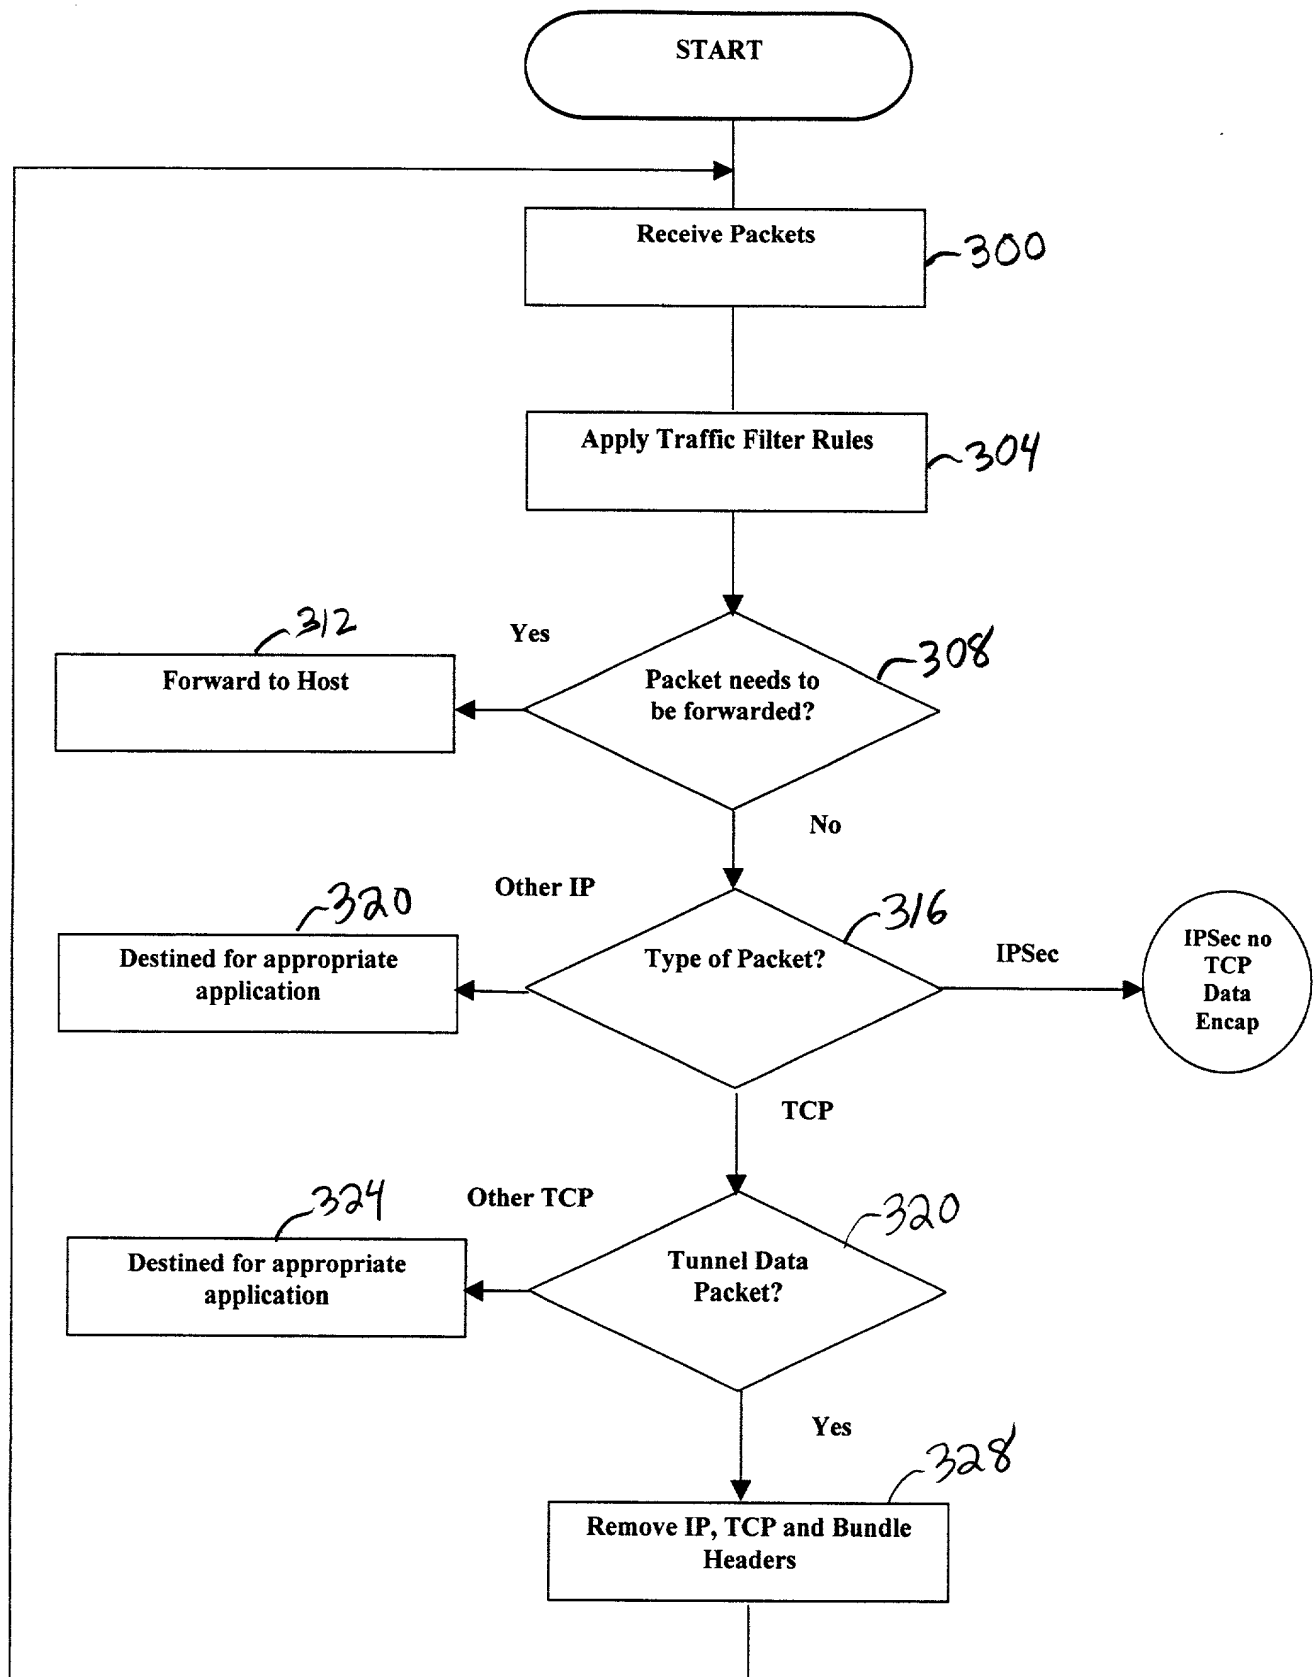 START
Receive Packets
300
Apply Traffic Filter Rules
304
312
Yes
308
Forward to Host
Packet needs to
be forwarded?
No
Other IP
320
316
Destined for appropriate
application
Type of Packet?
IPSec
IPSec no
TCP
Data
Encap
TCP
324
Other TCP
320
Destined for appropriate
application
Tunnel Data
Packet?
Yes
328
Remove IP, TCP and Bundle
Headers